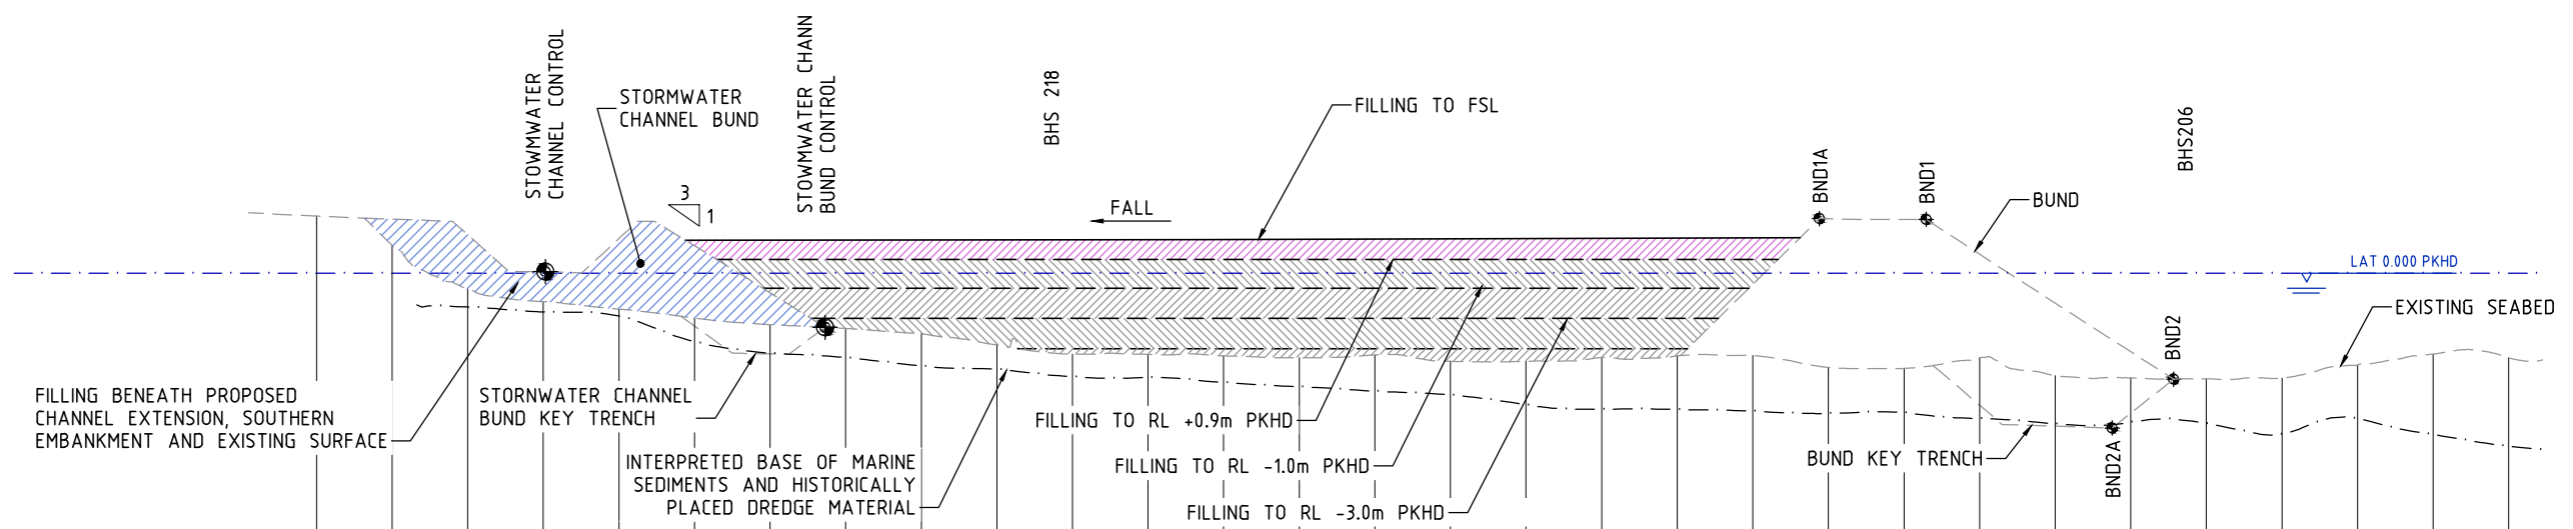 STOWMWATER
CHANNEL CONTROL
STORMWATER
CHANNEL BUND
STOWMWATER CHANN
BUND CONTROL
BHS 218
FILLING TO FSL
BND1A
BND1
BHS206
BUND
3
1
FALL
LAT 0.000 PKHD
EXISTING SEABED
BND2
FILLING BENEATH PROPOSED
CHANNEL EXTENSION, SOUTHERN
EMBANKMENT AND EXISTING SURFACE
STORNWATER CHANNEL
BUND KEY TRENCH
INTERPRETED BASE OF MARINE
SEDIMENTS AND HISTORICALLY
PLACED DREDGE MATERIAL
FILLING TO RL +0.9m PKHD
FILLING TO RL -1.0m PKHD
FILLING TO RL -3.0m PKHD
BUND KEY TRENCH
BND2A